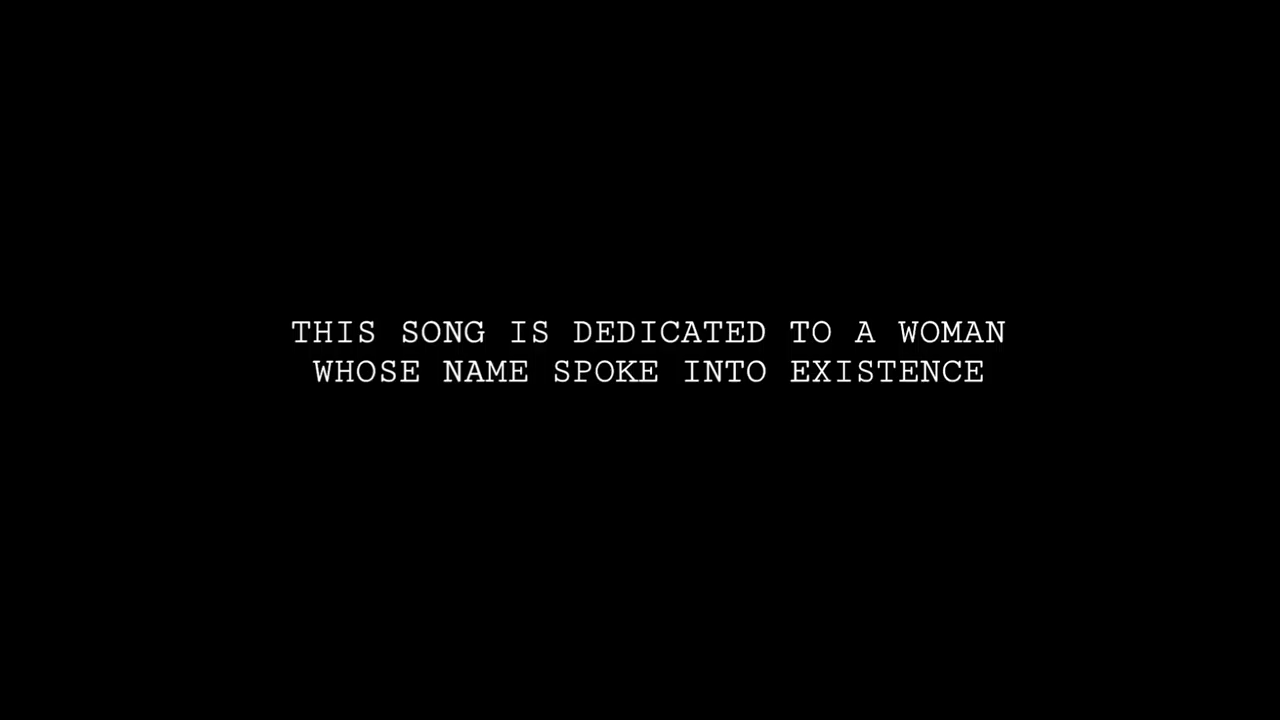 THIS SONG IS DEDICATED TO A WOMAN
WHOSE NAME SPOKE INTO EXISTENCE